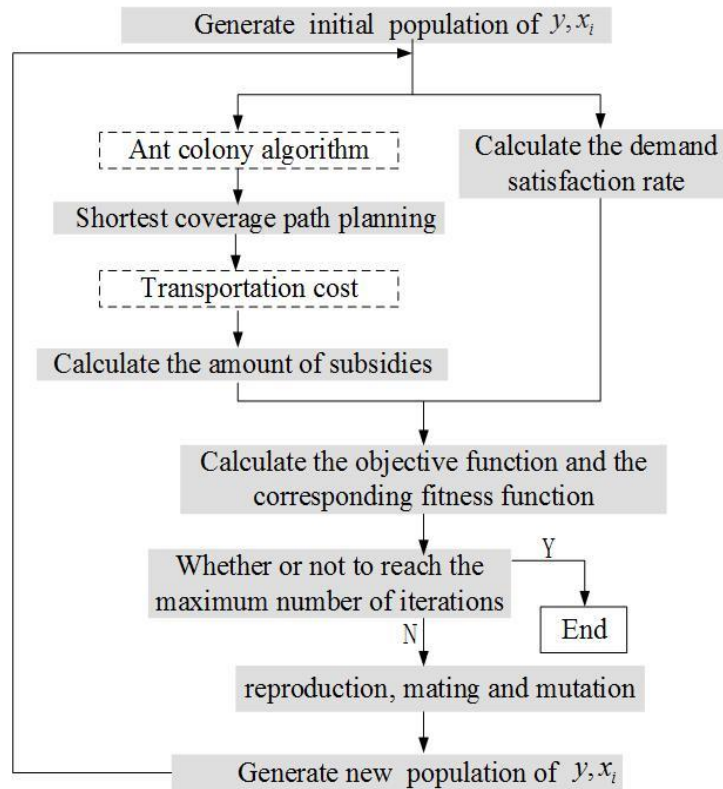 Generate initial population of y, xi
Ant colony algorithm
Calculate the demand
satisfaction rate
Shortest coverage path planning
Transportation cost
Calculate the amount of subsidies
Calculate the objective function and the
corresponding fitness function
Whether or not to reach the
maximum number of iterations
Y
End
N
reproduction, mating and mutation
Generate new population of y, xi